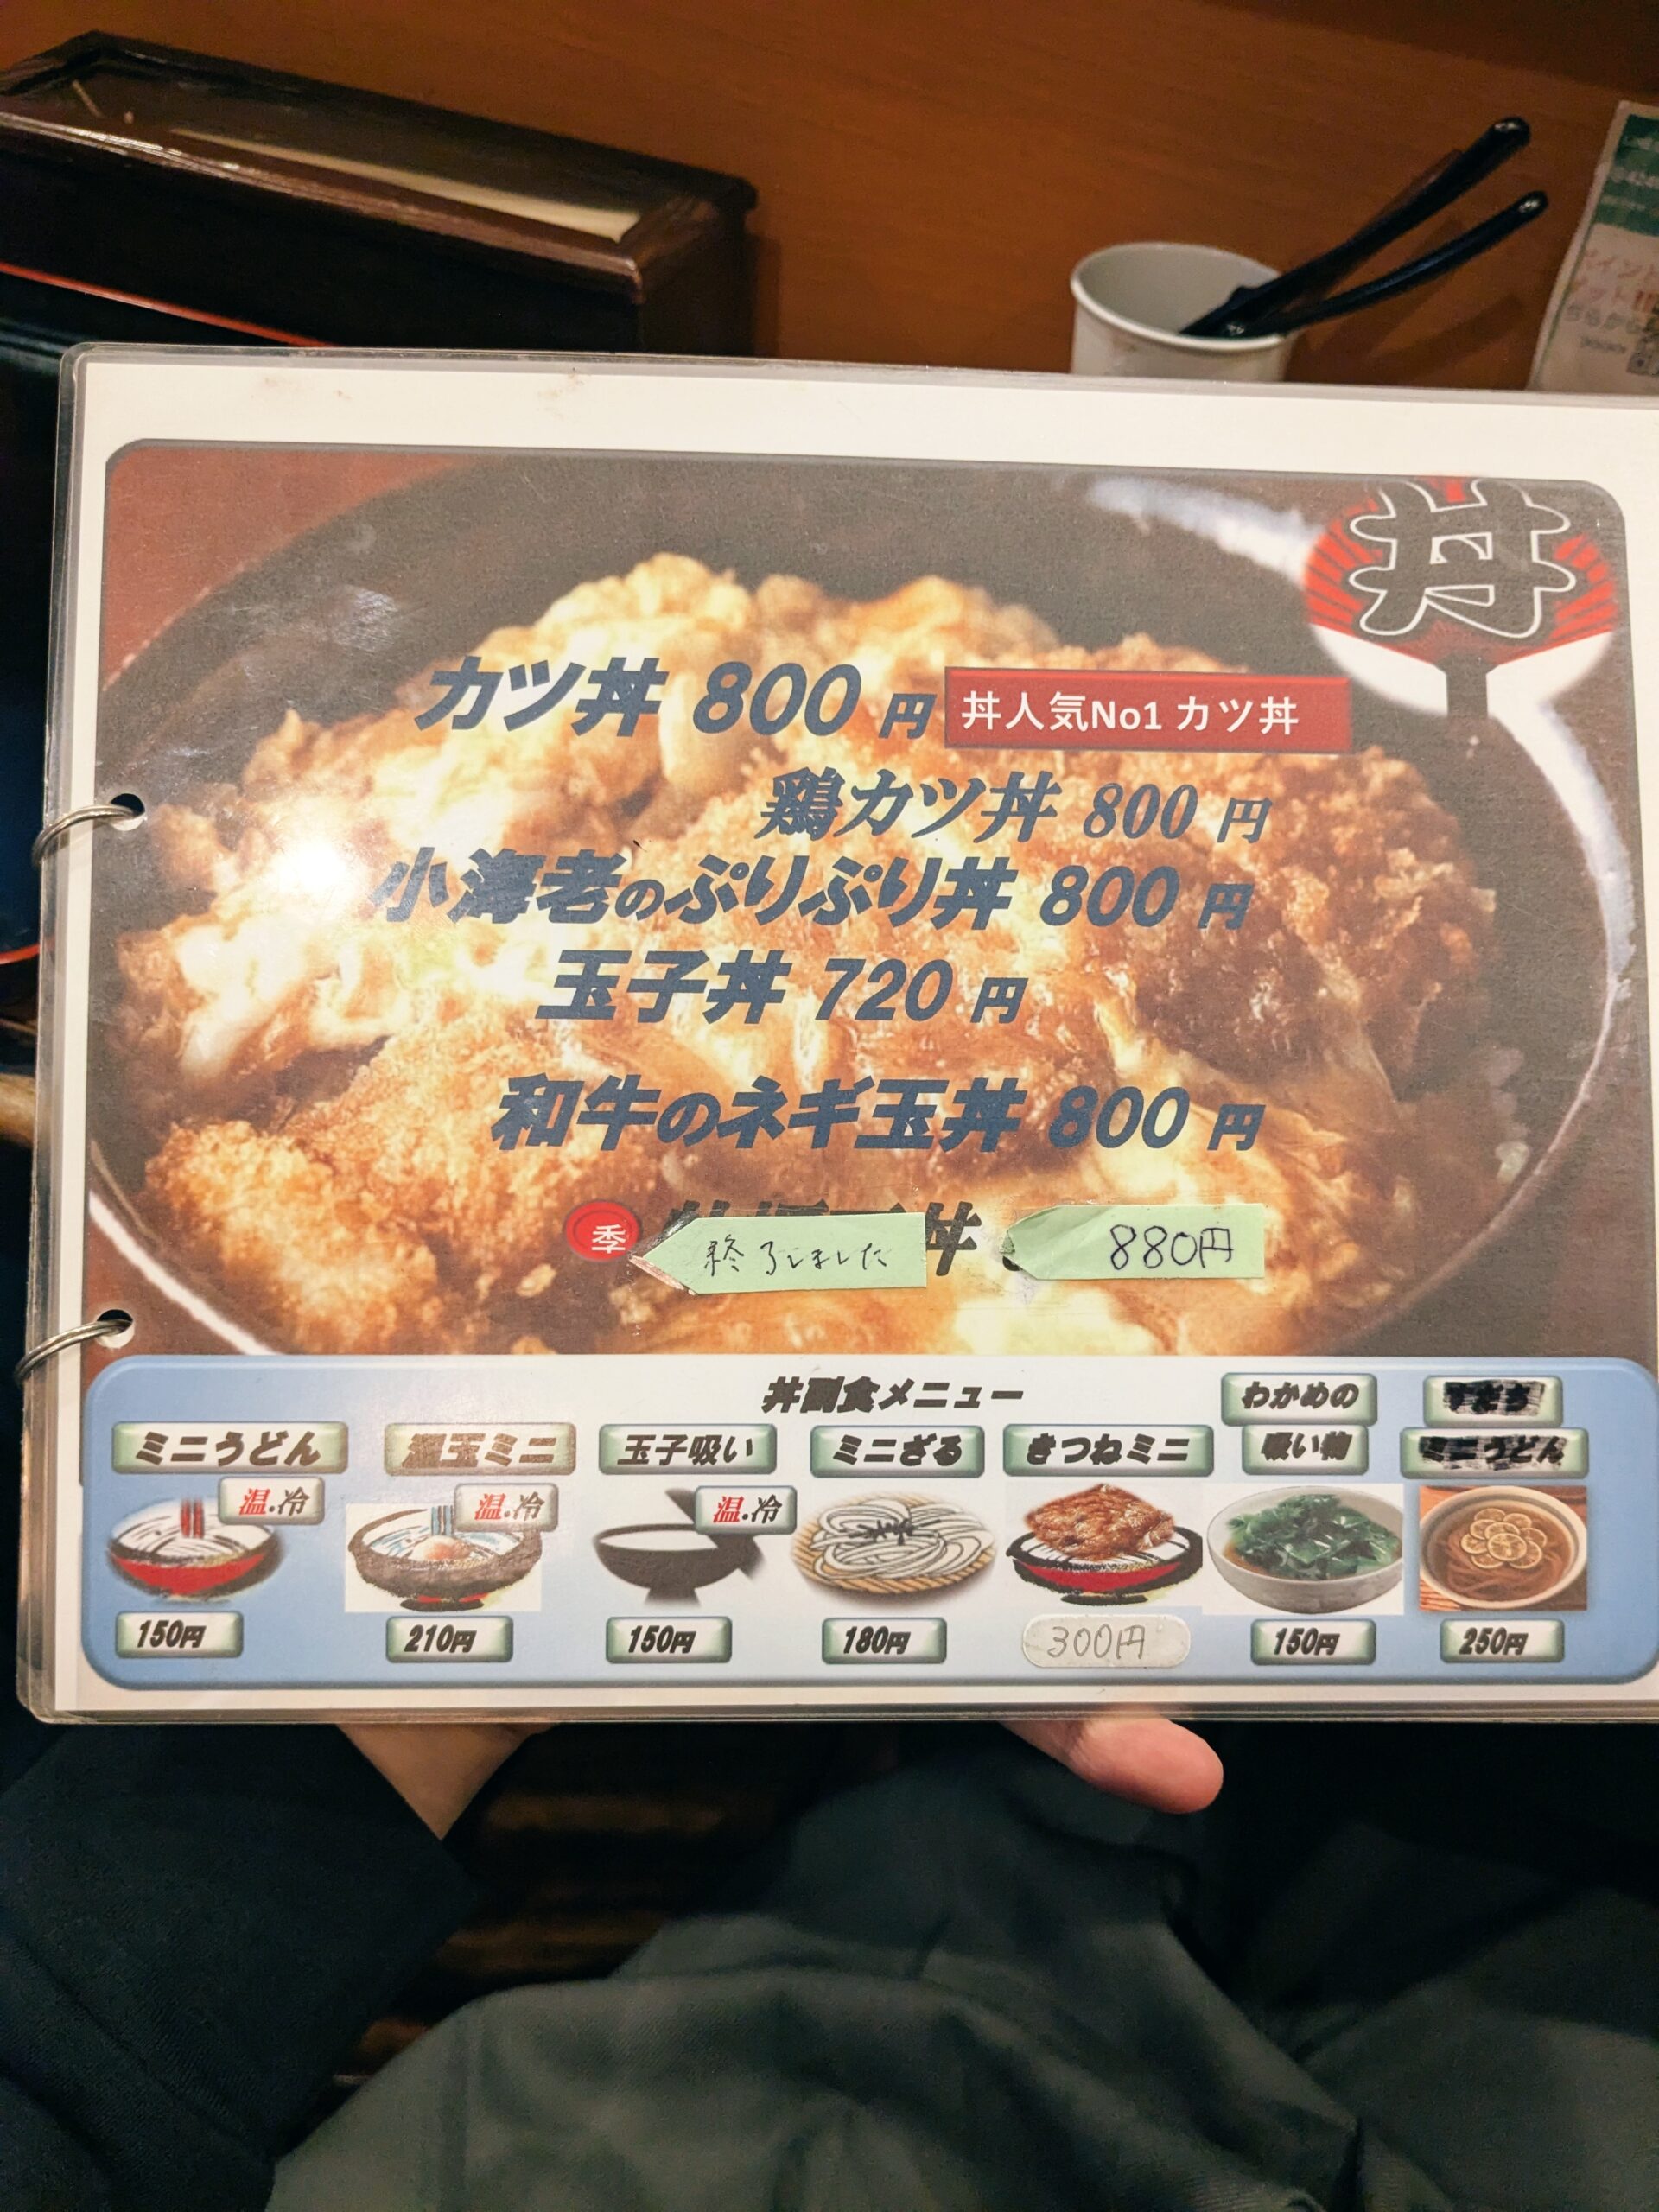 丼
カツ丼 800 円 丼人気No1 カツ丼
鶏カツ丼 800 円
小海老のぷりぷり丼 800 円
玉子丼 720 円
和牛のネギ玉丼 800 円
季 終了しました 丼 880円
丼副食メニュー
ミニうどん 温玉ミニ 玉子吸い ミニざる きつねミニ わかめの吸い物 ミニうどん
温.冷 温.冷 温.冷
150円 210円 150円 180円 300円 150円 250円